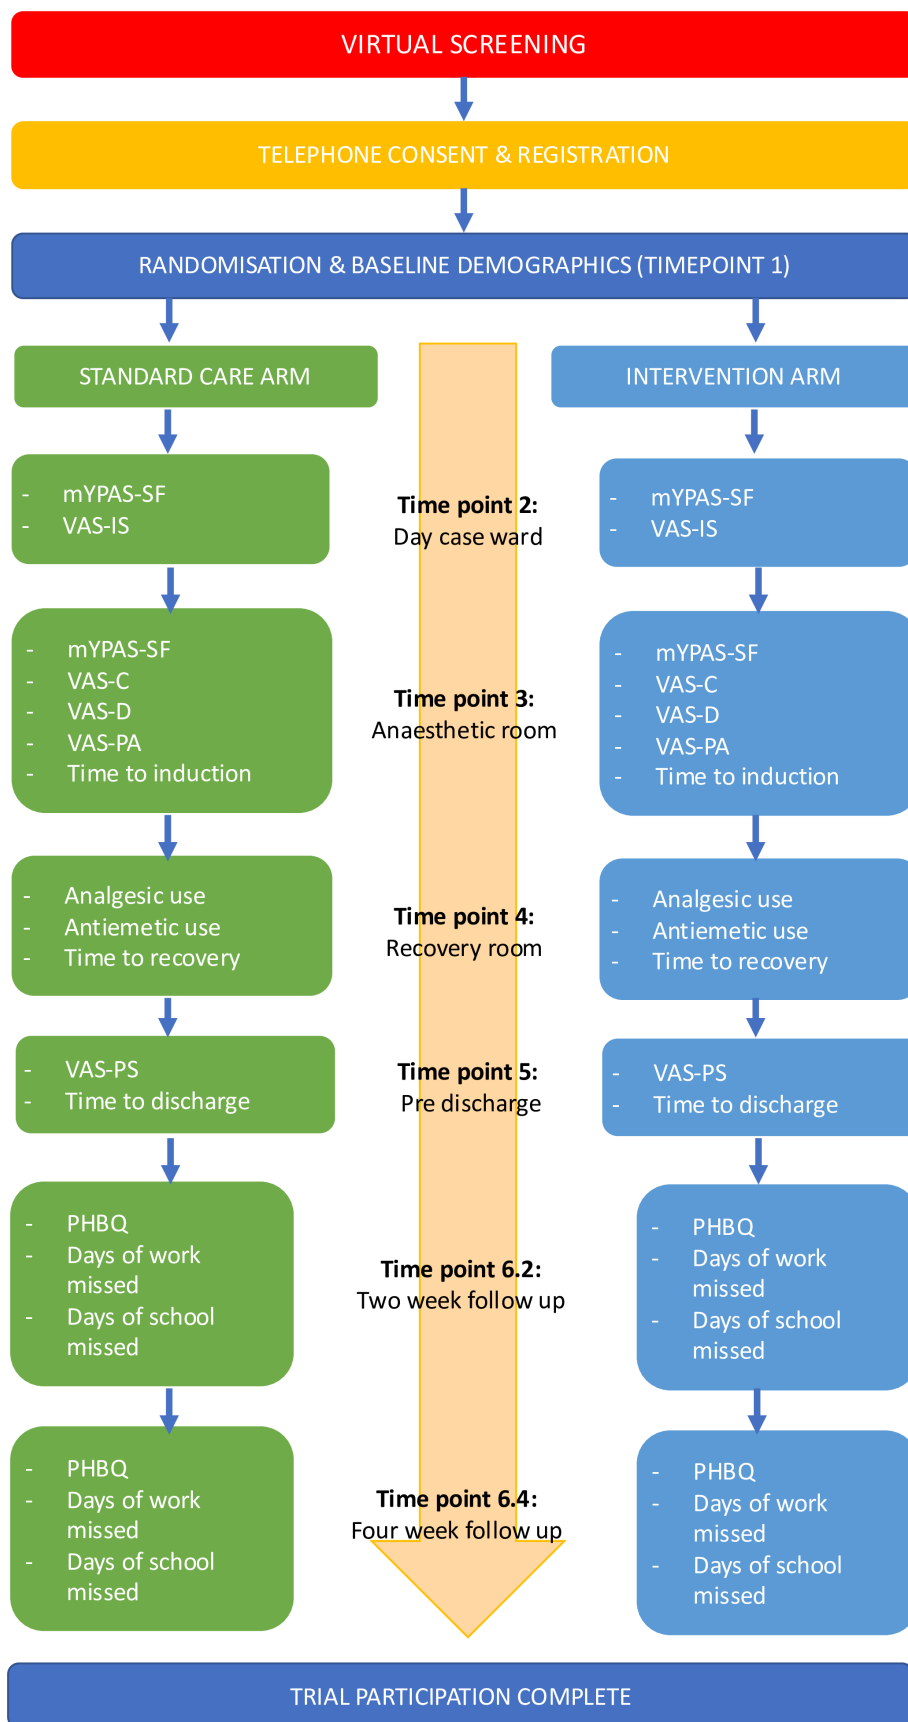 VIRTUAL SCREENING
TELEPHONE CONSENT & REGISTRATION
RANDOMISATION & BASELINE DEMOGRAPHICS (TIMEPOINT 1)
STANDARD CARE ARM
INTERVENTION ARM
- mYPAS-SF
- VAS-IS
Time point 2:
Day case ward
- mYPAS-SF
- VAS-IS
- mYPAS-SF
- VAS-C
- VAS-D
- VAS-PA
- Time to induction
Time point 3:
Anaesthetic room
- mYPAS-SF
- VAS-C
- VAS-D
- VAS-PA
- Time to induction
- Analgesic use
- Antiemetic use
- Time to recovery
Time point 4:
Recovery room
- Analgesic use
- Antiemetic use
- Time to recovery
- VAS-PS
- Time to discharge
Time point 5:
Pre discharge
- VAS-PS
- Time to discharge
- PHBQ
- Days of work
missed
- Days of school
missed
Time point 6.2:
Two week follow up
- PHBQ
- Days of work
missed
- Days of school
missed
- PHBQ
- Days of work
missed
- Days of school
missed
Time point 6.4:
Four week follow up
- PHBQ
- Days of work
missed
- Days of school
missed
TRIAL PARTICIPATION COMPLETE